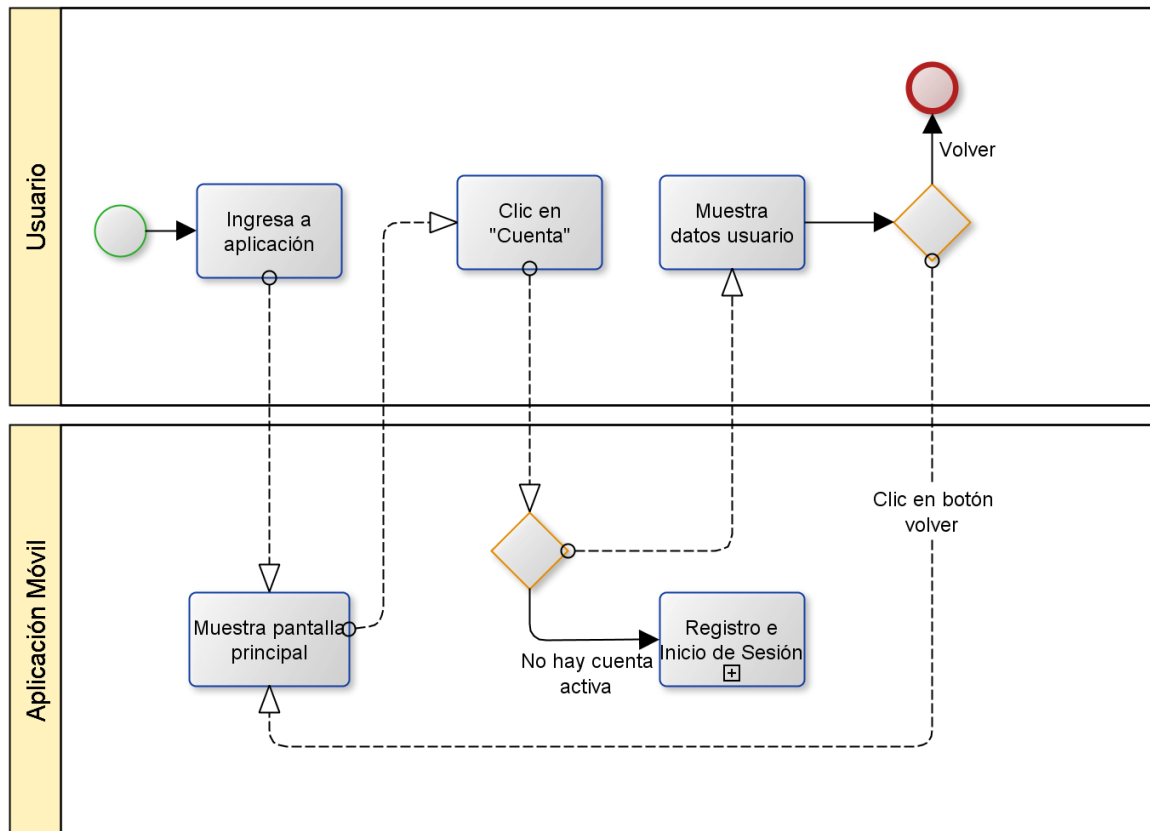 Usuario
Ingresa a
aplicación
Clic en
"Cuenta"
Muestra
datos usuario
Volver
Aplicación Móvil
Muestra pantalla
principal
No hay cuenta
activa
Registro e
Inicio de Sesión
Clic en botón
volver